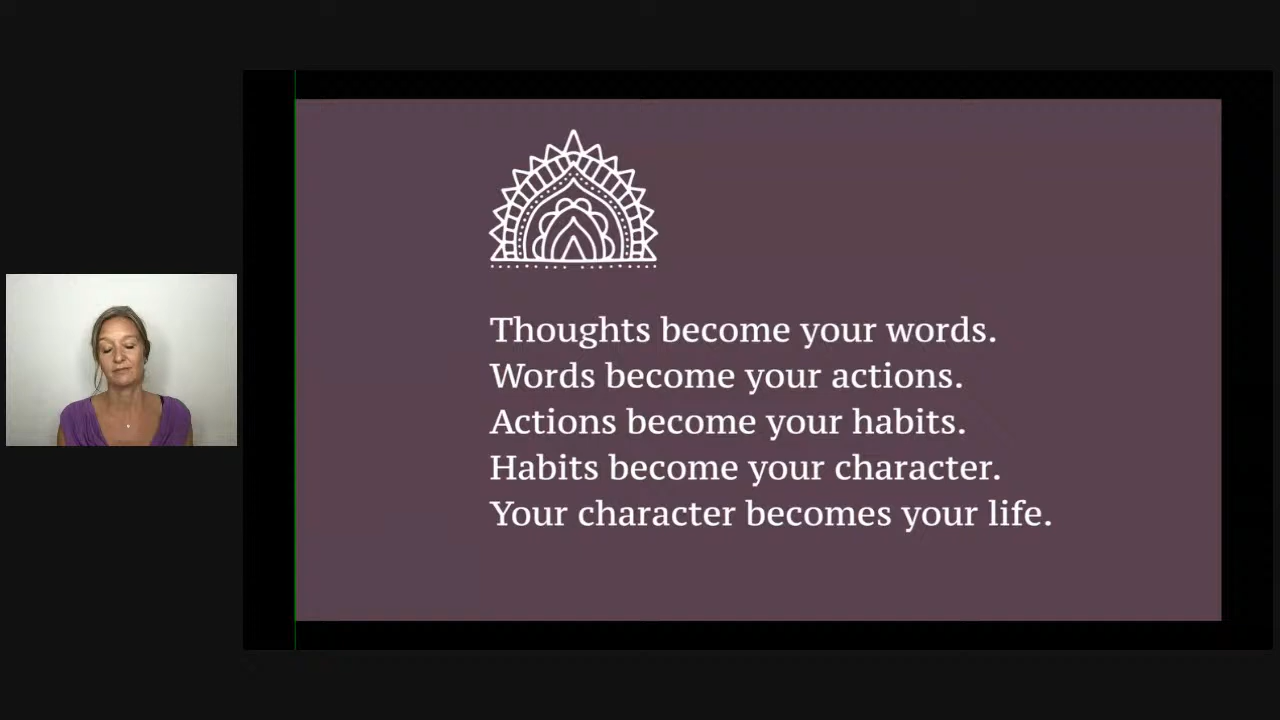 Thoughts become your words.
Words become your actions.
Actions become your habits.
Habits become your character.
Your character becomes your life.